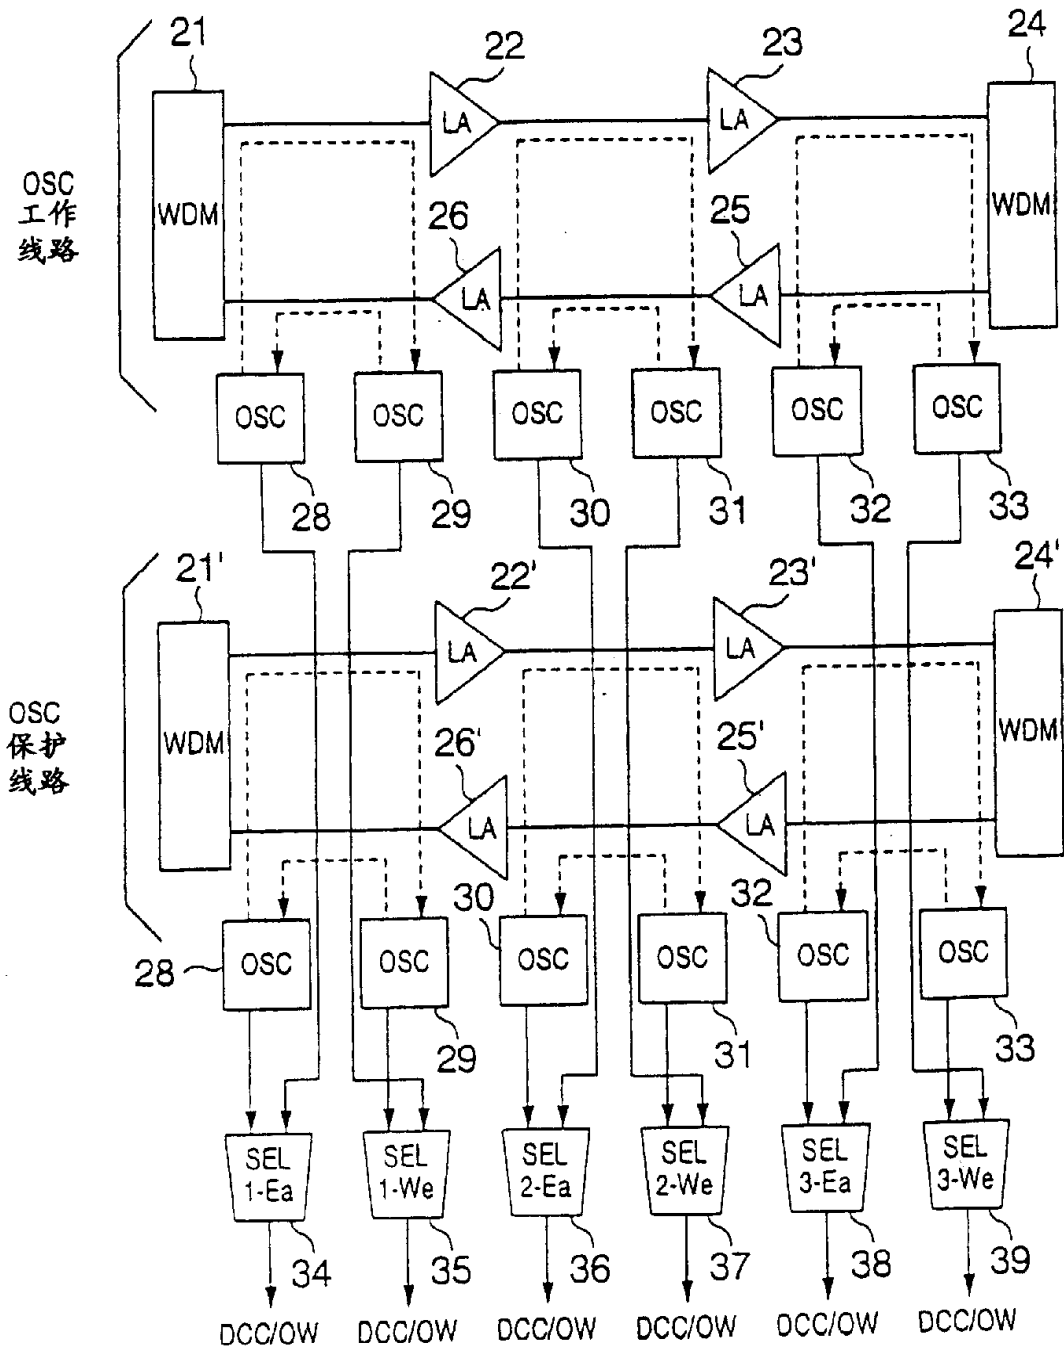 21
22
23
24
LA
LA
OSC
工作
线路
WDM
WDM
26
25
LA
LA
OSC
OSC
OSC
OSC
OSC
OSC
28
29
30
31
32
33
21'
22'
23'
24'
LA
LA
OSC
保护
线路
WDM
WDM
26'
25'
LA
LA
30
32
28
OSC
OSC
OSC
OSC
OSC
OSC
29
31
33
SEL
1-Ea
SEL
1-We
SEL
2-Ea
SEL
2-We
SEL
3-Ea
SEL
3-We
34
35
36
37
38
39
DCC/OW
DCC/OW
DCC/OW
DCC/OW
DCC/OW
DCC/OW